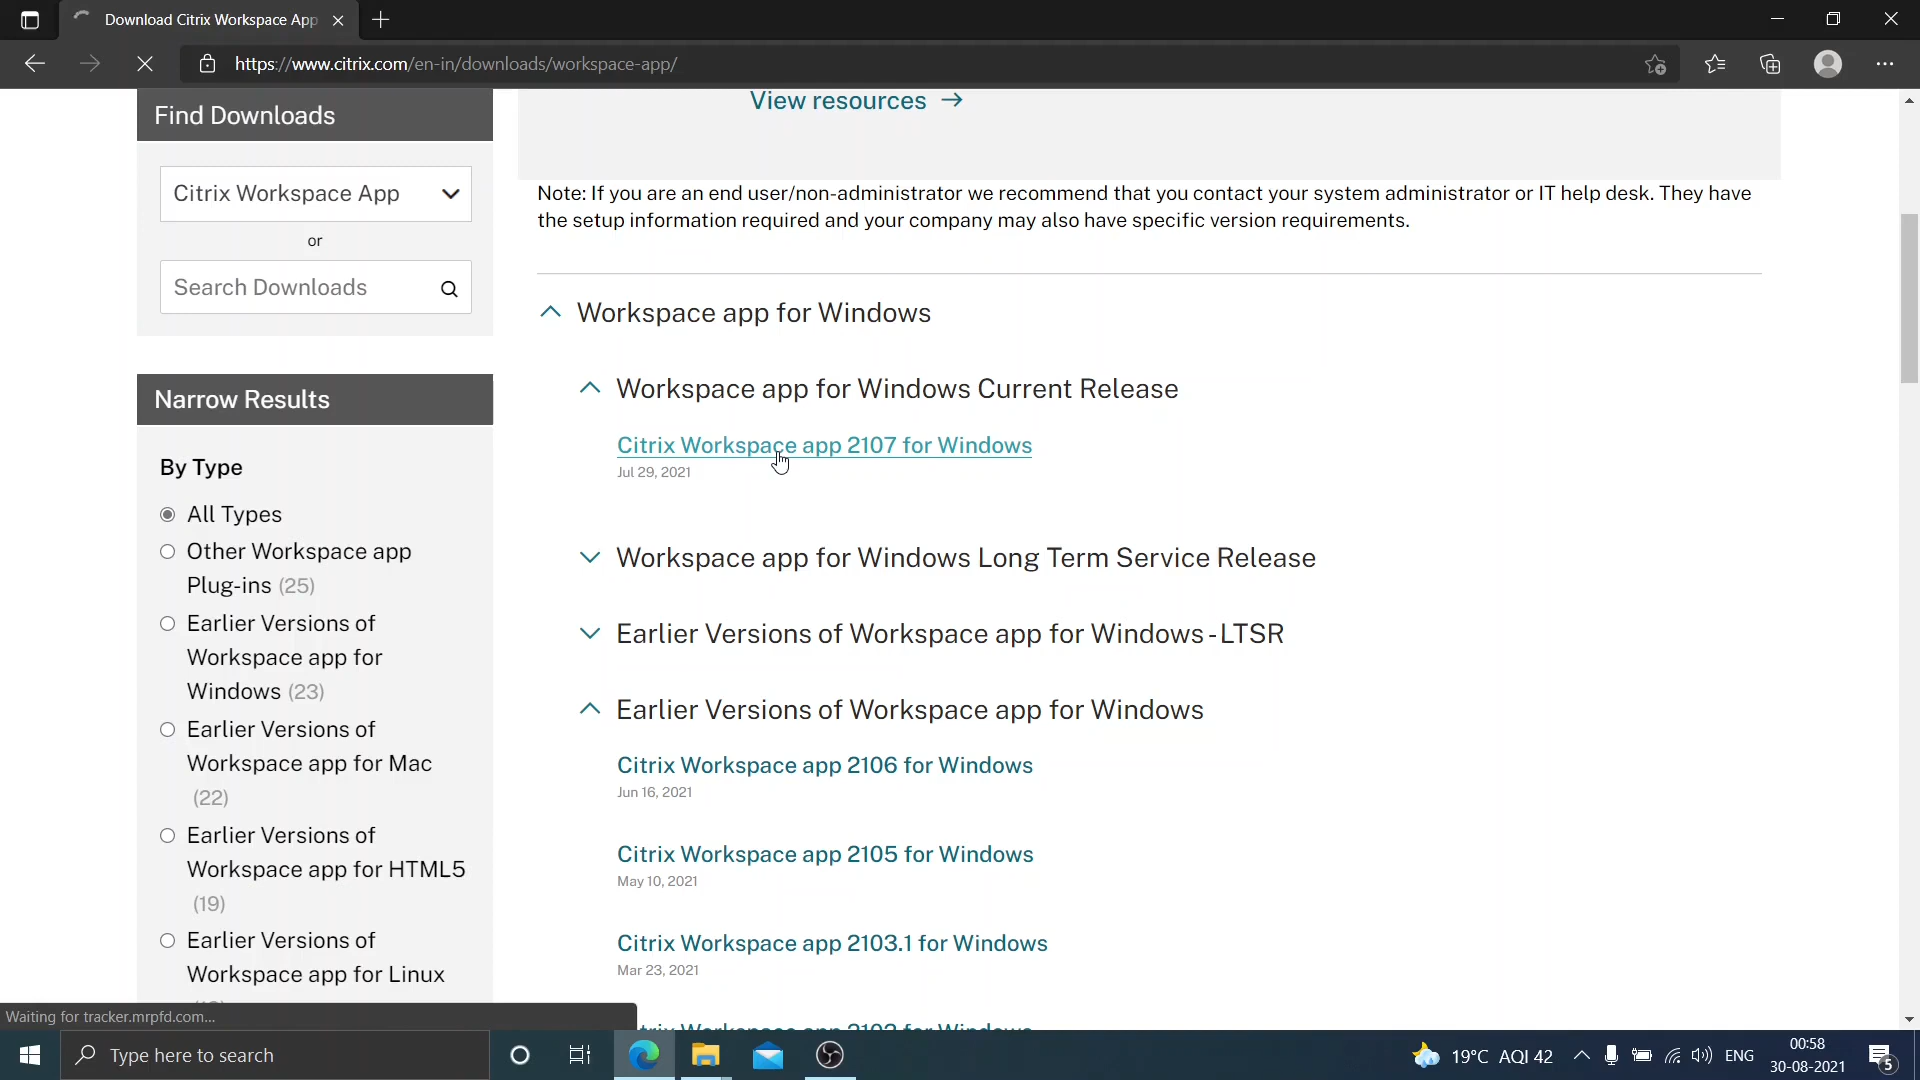 Download Citrix Workspace App
https://www.citrix.com/en-in/downloads/workspace-app/
Find Downloads
Citrix Workspace App
or
Search Downloads
Narrow Results
By Type
All Types
Other Workspace app
Plug-ins (25)
Earlier Versions of
Workspace app for
Windows (23)
Earlier Versions of
Workspace app for Mac
(22)
Earlier Versions of
Workspace app for HTML5
(19)
Earlier Versions of
Workspace app for Linux
View resources →
Note: If you are an end user/non-administrator we recommend that you contact your system administrator or IT help desk. They have
the setup information required and your company may also have specific version requirements.
Workspace app for Windows
Workspace app for Windows Current Release
Citrix Workspace app 2107 for Windows
Jul 29, 2021
Workspace app for Windows Long Term Service Release
Earlier Versions of Workspace app for Windows - LTSR
Earlier Versions of Workspace app for Windows
Citrix Workspace app 2106 for Windows
Jun 16, 2021
Citrix Workspace app 2105 for Windows
May 10, 2021
Citrix Workspace app 2103.1 for Windows
Mar 23, 2021
Waiting for tracker.mrpfd.com...
Type here to search
19°C AQI 42
ENG
00:58
30-08-2021
5